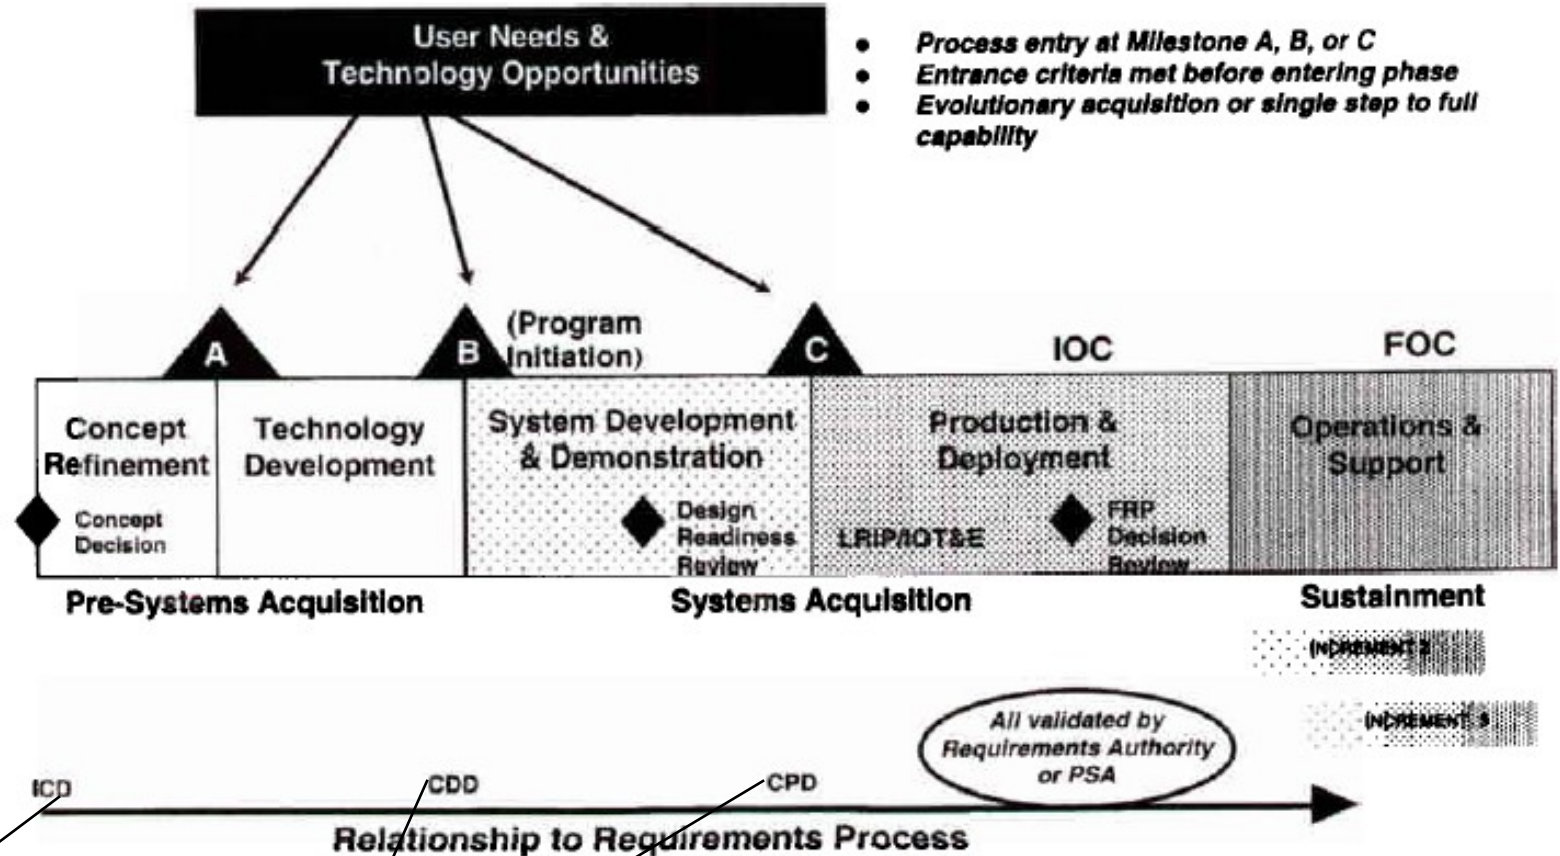 User Needs &
Technology Opportunities
• Process entry at Milestone A, B, or C
• Entrance criteria met before entering phase
• Evolutionary acquisition or single step to full
capability
A
B
(Program
Initiation)
C
IOC
FOC
Concept
Refinement
Technology
Development
System Development
& Demonstration
Production &
Deployment
Operations &
Support
Concept
Decision
Design
Readiness
Review
LRIP/IOT&E
FRP
Decision
Review
Pre-Systems Acquisition
Systems Acquisition
Sustainment
INCREMENT 2
INCREMENT 3
All validated by
Requirements Authority
or PSA
ICD
CDD
CPD
Relationship to Requirements Process